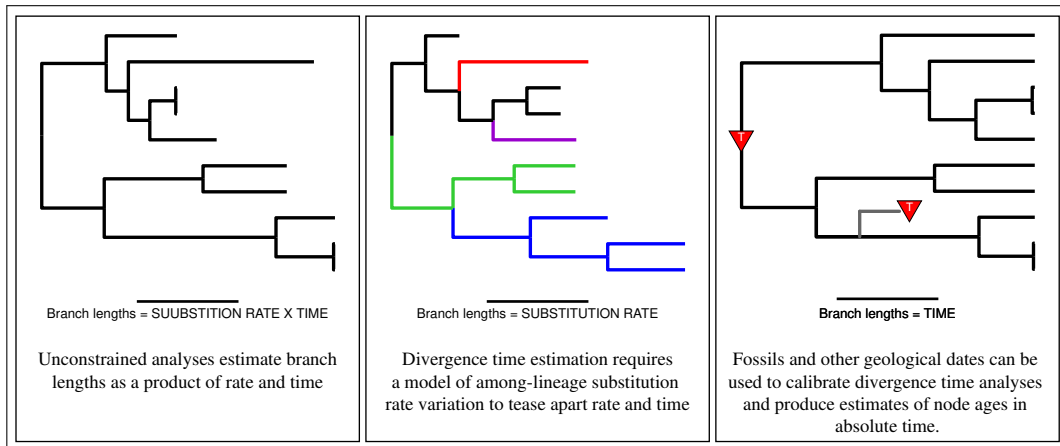 Branch lengths = SUUBSTITION RATE X TIME
Unconstrained analyses estimate branch
lengths as a product of rate and time
Branch lengths = SUBSTITUTION RATE
Divergence time estimation requires
a model of among-lineage substitution
rate variation to tease apart rate and time
T
T
Branch lengths = TIME
Fossils and other geological dates can be
used to calibrate divergence time analyses
and produce estimates of node ages in
absolute time.